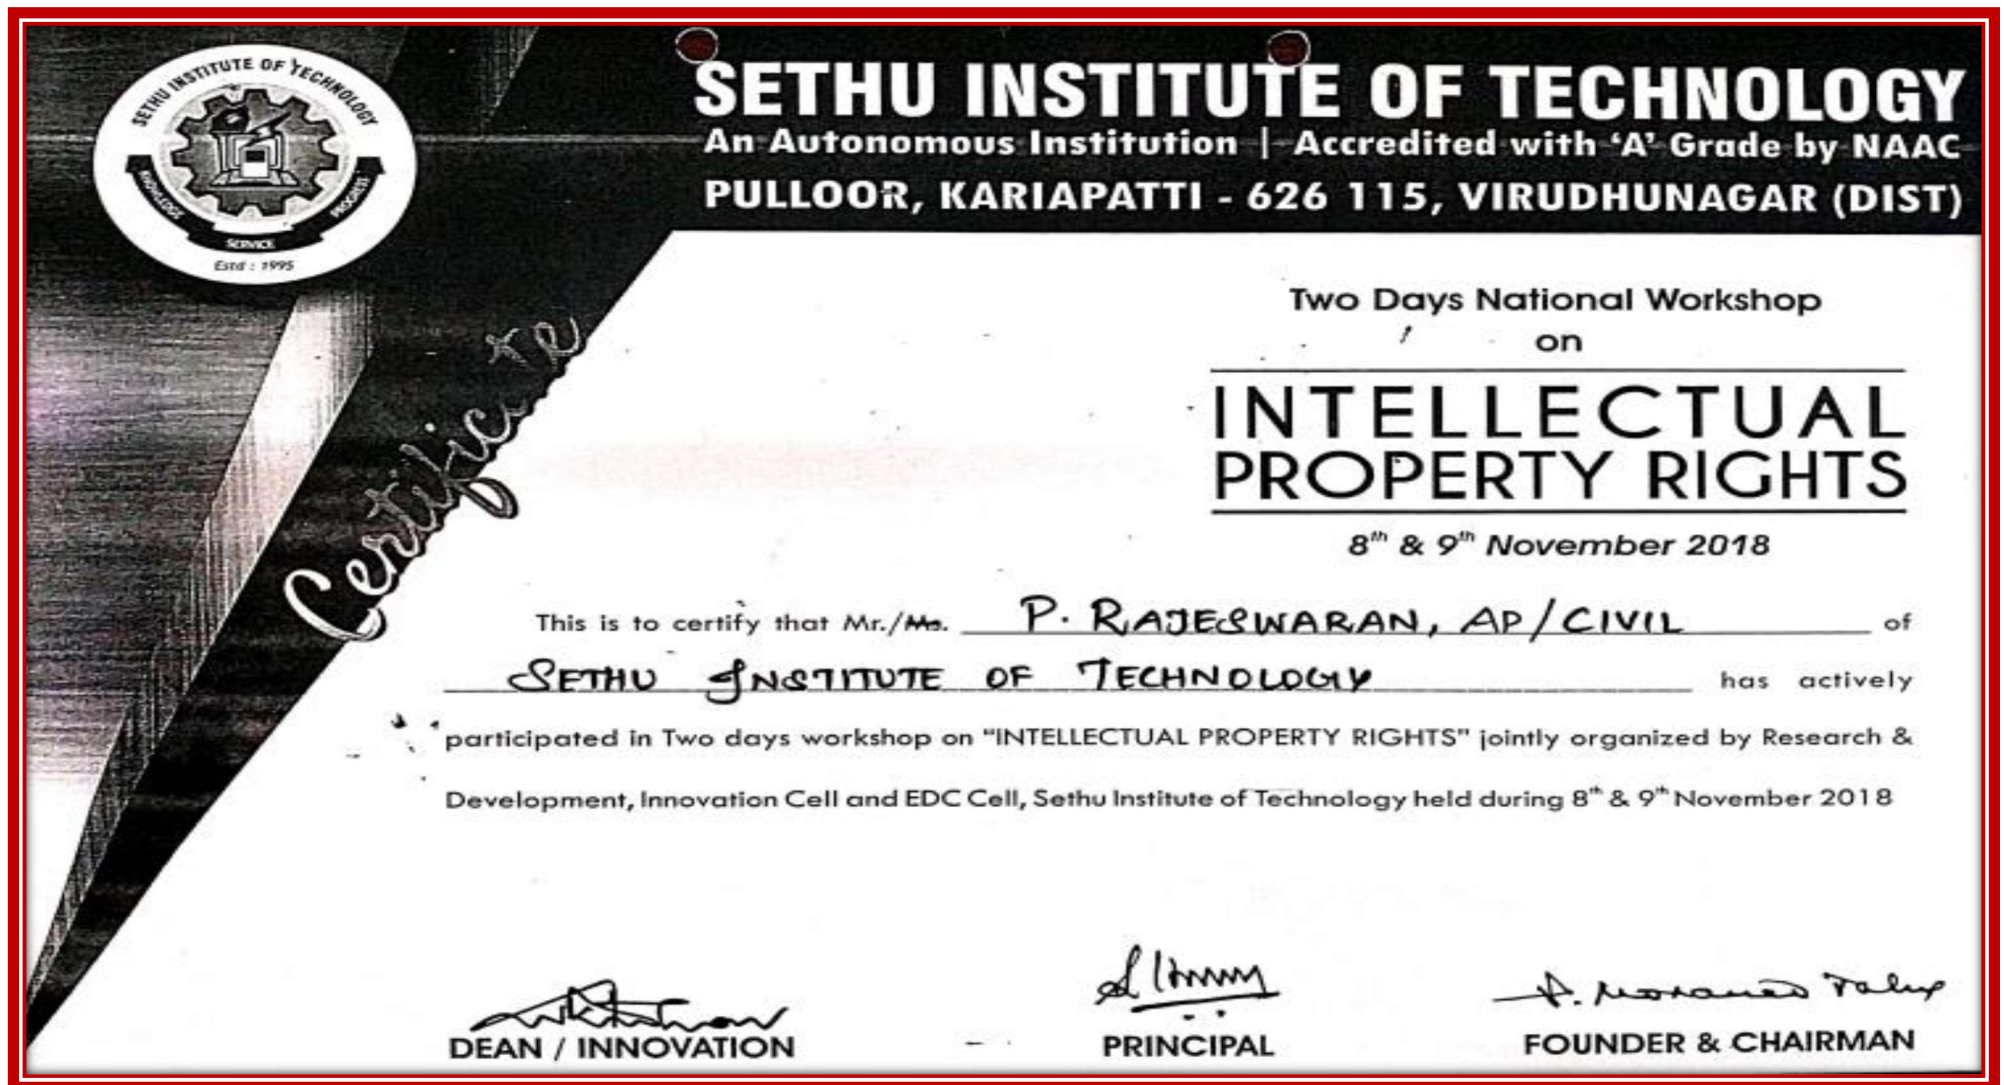 SETHU INSTITUTE OF TECHNOLOGY
KNOWLEDGE
SERVICE
PROGRESS
Estd : 1995
SETHU INSTITUTE OF TECHNOLOGY
An Autonomous Institution | Accredited with ‘A’ Grade by NAAC
PULLOOR, KARIAPATTI - 626 115, VIRUDHUNAGAR (DIST)
Certificate
Two Days National Workshop
on
INTELLECTUAL
PROPERTY RIGHTS
8th & 9th November 2018
This is to certify that Mr./Ms. P. RAJESWARAN, AP/CIVIL of
SETHU INSTITUTE OF TECHNOLOGY has actively
participated in Two days workshop on “INTELLECTUAL PROPERTY RIGHTS” jointly organized by Research &
Development, Innovation Cell and EDC Cell, Sethu Institute of Technology held during 8th & 9th November 2018
DEAN / INNOVATION
PRINCIPAL
FOUNDER & CHAIRMAN